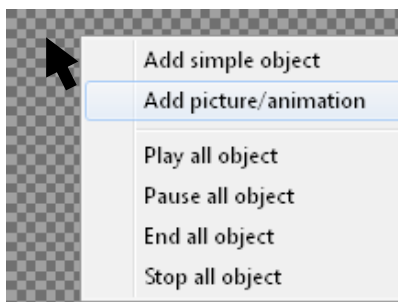 Add simple object
Add picture/animation
Play all object
Pause all object
End all object
Stop all object